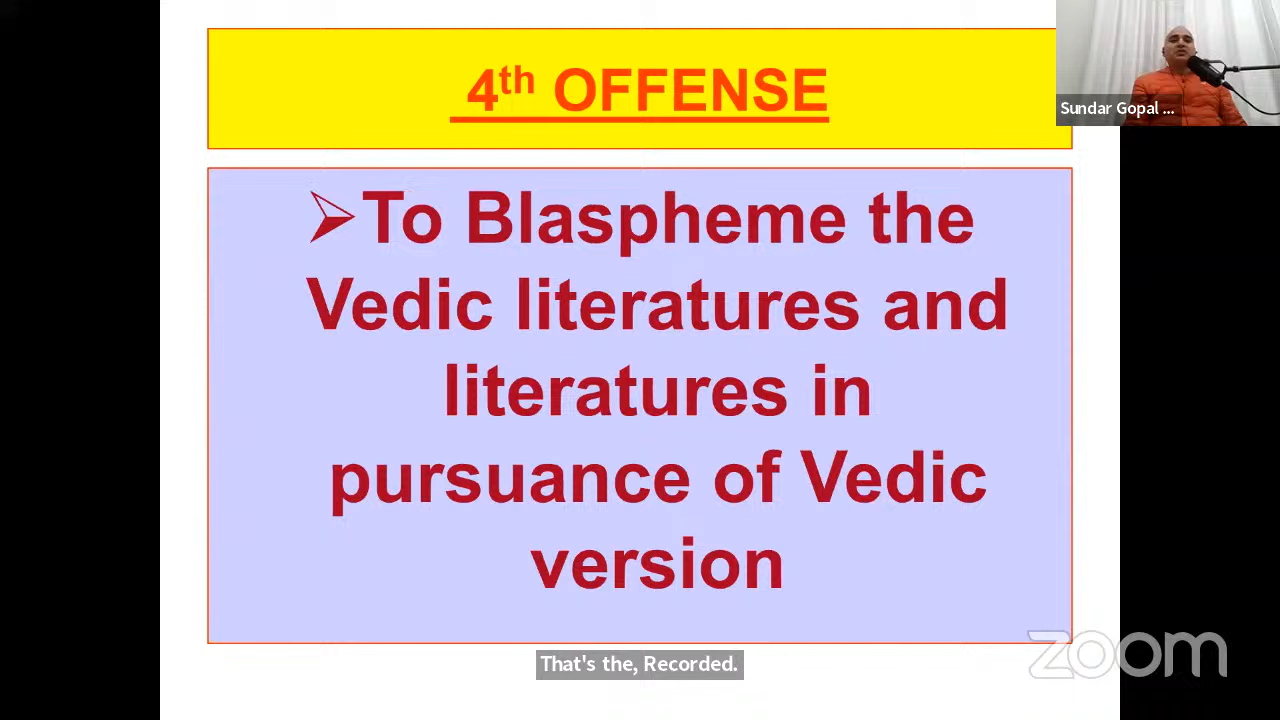 4th OFFENSE
Sundar Gopal ...
➢To Blaspheme the
Vedic literatures and
literatures in
pursuance of Vedic
version
That's the, Recorded.
zoom